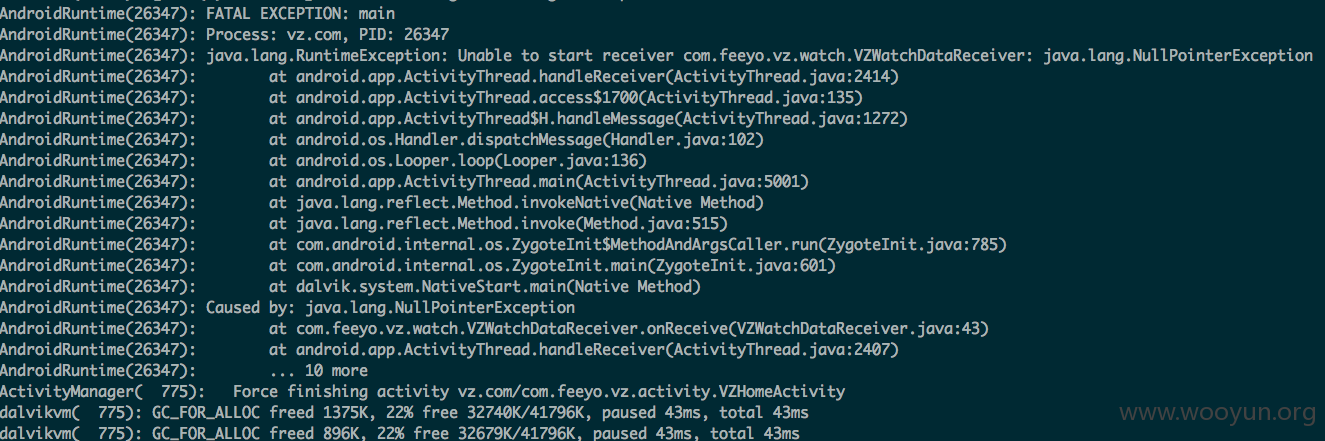 AndroidRuntime(26347): FATAL EXCEPTION: main
AndroidRuntime(26347): Process: vz.com, PID: 26347
AndroidRuntime(26347): java.lang.RuntimeException: Unable to start receiver com.feeyo.vz.watch.VZWatchDataReceiver: java.lang.NullPointerException
AndroidRuntime(26347):        at android.app.ActivityThread.handleReceiver(ActivityThread.java:2414)
AndroidRuntime(26347):        at android.app.ActivityThread.access$1700(ActivityThread.java:135)
AndroidRuntime(26347):        at android.app.ActivityThread$H.handleMessage(ActivityThread.java:1272)
AndroidRuntime(26347):        at android.os.Handler.dispatchMessage(Handler.java:102)
AndroidRuntime(26347):        at android.os.Looper.loop(Looper.java:136)
AndroidRuntime(26347):        at android.app.ActivityThread.main(ActivityThread.java:5001)
AndroidRuntime(26347):        at java.lang.reflect.Method.invokeNative(Native Method)
AndroidRuntime(26347):        at java.lang.reflect.Method.invoke(Method.java:515)
AndroidRuntime(26347):        at com.android.internal.os.ZygoteInit$MethodAndArgsCaller.run(ZygoteInit.java:785)
AndroidRuntime(26347):        at com.android.internal.os.ZygoteInit.main(ZygoteInit.java:601)
AndroidRuntime(26347):        at dalvik.system.NativeStart.main(Native Method)
AndroidRuntime(26347): Caused by: java.lang.NullPointerException
AndroidRuntime(26347):        at com.feeyo.vz.watch.VZWatchDataReceiver.onReceive(VZWatchDataReceiver.java:43)
AndroidRuntime(26347):        at android.app.ActivityThread.handleReceiver(ActivityThread.java:2407)
AndroidRuntime(26347):        ... 10 more
ActivityManager(  775):   Force finishing activity vz.com/com.feeyo.vz.activity.VZHomeActivity
dalvikvm(  775): GC_FOR_ALLOC freed 1375K, 22% free 32740K/41796K, paused 43ms, total 43ms
dalvikvm(  775): GC_FOR_ALLOC freed 896K, 22% free 32679K/41796K, paused 43ms, total 43ms
www.wooyun.org